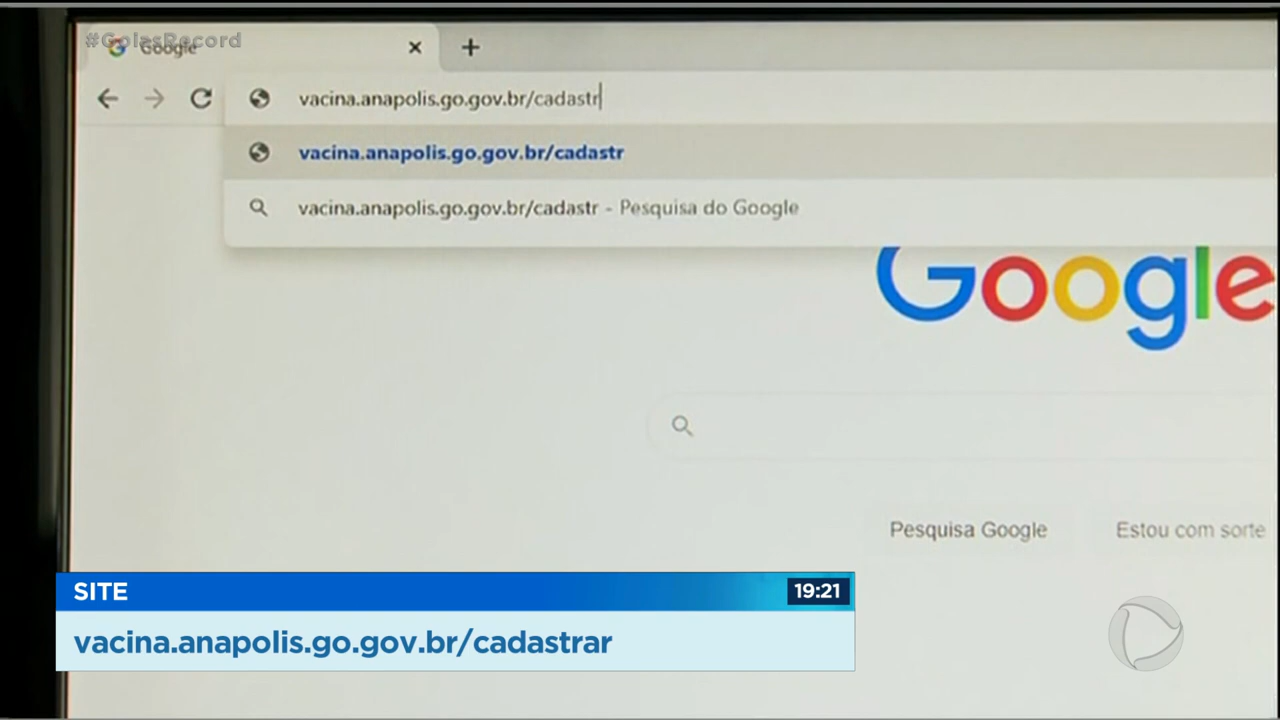 #GoiasRecord
Google
vacina.anapolis.go.gov.br/cadastr
vacina.anapolis.go.gov.br/cadastr
vacina.anapolis.go.gov.br/cadastr - Pesquisa do Google
Google
Pesquisa Google
Estou com sorte
SITE
19:21
vacina.anapolis.go.gov.br/cadastrar